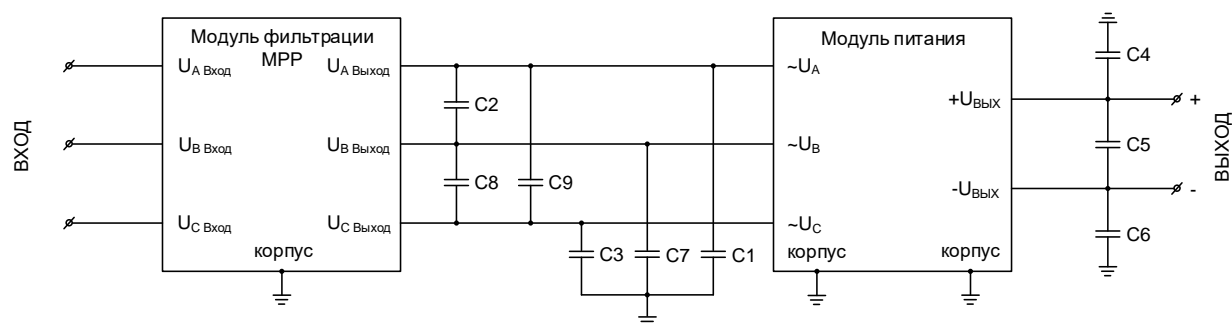 ВХОД
Модуль фильтрации
МРР
U A Вход
U A Выход
U B Вход
U B Выход
U C Вход
U C Выход
корпус
C2
C8
C9
C3
C7
C1
Модуль питания
~U A
~U B
~U C
+U ВЫХ
-U ВЫХ
корпус
корпус
C4
C5
C6
+
-
ВЫХОД